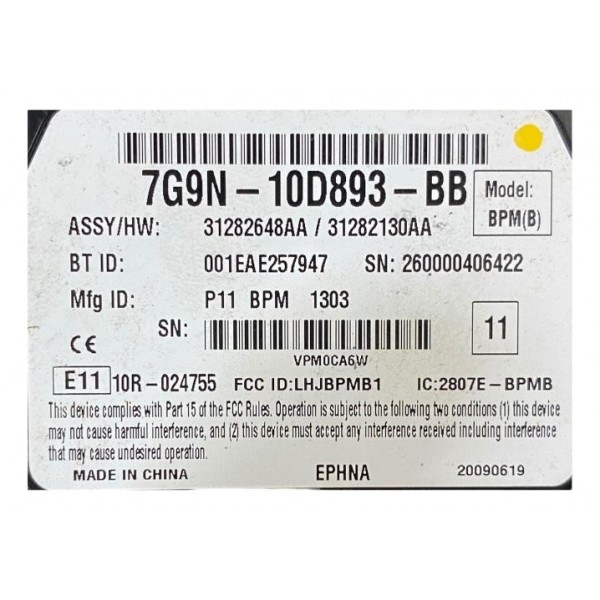 7G9N-10D893-BB
Model:
BPM(B)
ASSY/HW: 31282648AA / 31282130AA
BT ID: 001EAE257947 SN: 260000406422
Mfg ID: P11 BPM 1303
SN:
11
VPM0CA6W
CE
E11 10R-024755 FCC ID:LHJBPMB1 IC:2807E-BPMB
This device complies with Part 15 of the FCC Rules. Operation is subject to the following two conditions (1) this device
may not cause harmful interference, and (2) this device must accept any interference received including interference
that may cause undesired operation.
MADE IN CHINA EPHNA 20090619